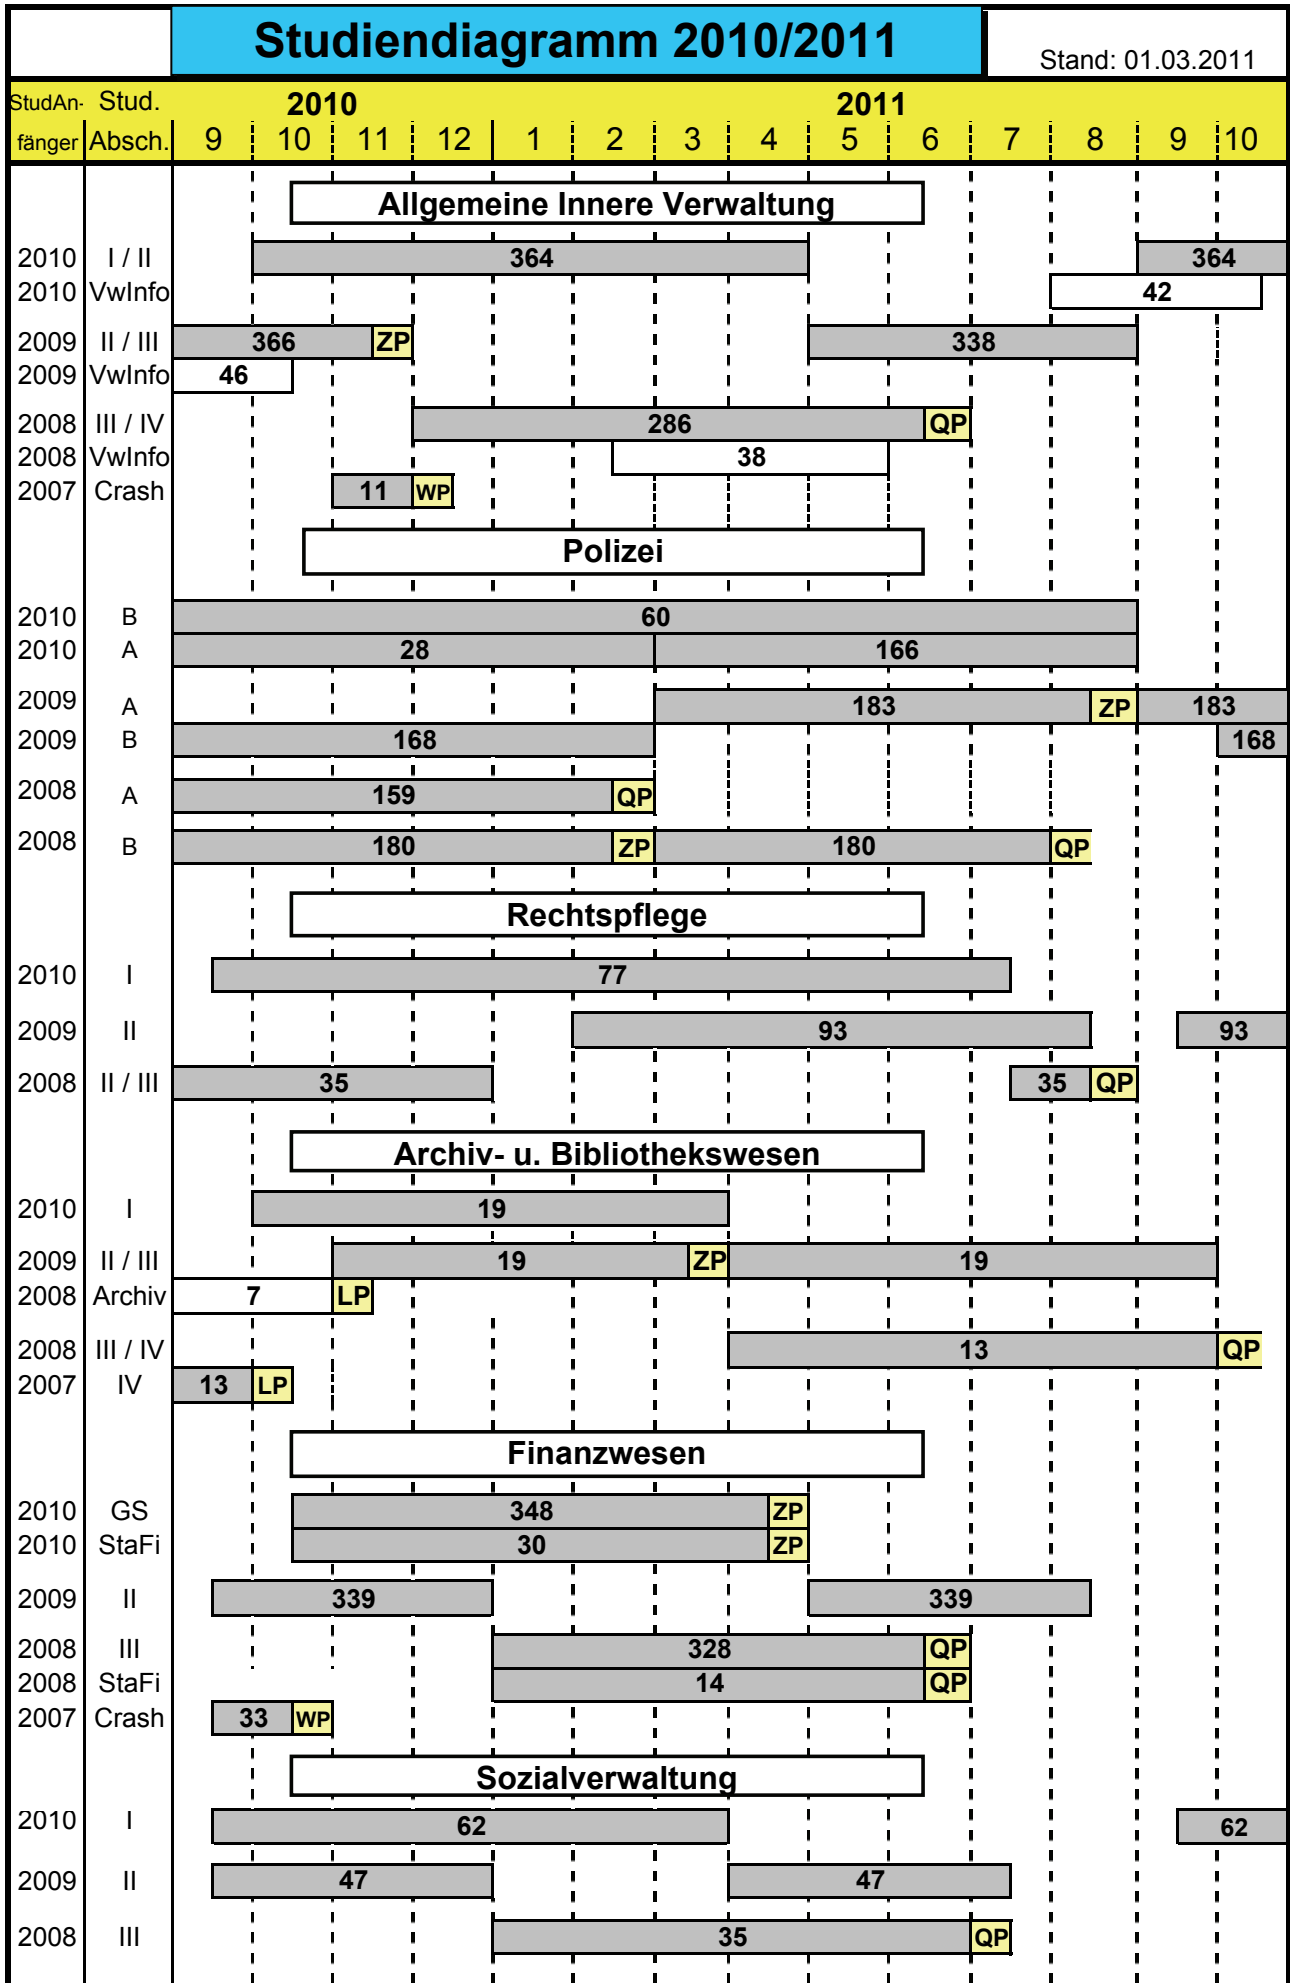 Studiendiagramm 2010/2011
Stand: 01.03.2011
StudAn- Stud. 2010 2011
fänger Absch. 9 10 11 12 1 2 3 4 5 6 7 8 9 10
Allgemeine Innere Verwaltung
2010 I / II 364 364
2010 VwInfo 42
2009 II / III 366 ZP 338
2009 VwInfo 46
2008 III / IV 286 QP
2008 VwInfo 38
2007 Crash 11 WP
Polizei
2010 B 60
2010 A 28 166
2009 A 183 ZP 183
2009 B 168 168
2008 A 159 QP
2008 B 180 ZP 180 QP
Rechtspflege
2010 I 77
2009 II 93 93
2008 II / III 35 35 QP
Archiv- u. Bibliothekswesen
2010 I 19
2009 II / III 19 ZP 19
2008 Archiv 7 LP
2008 III / IV 13 QP
2007 IV 13 LP
Finanzwesen
2010 GS 348 ZP
2010 StaFi 30 ZP
2009 II 339 339
2008 III 328 QP
2008 StaFi 14 QP
2007 Crash 33 WP
Sozialverwaltung
2010 I 62 62
2009 II 47 47
2008 III 35 QP